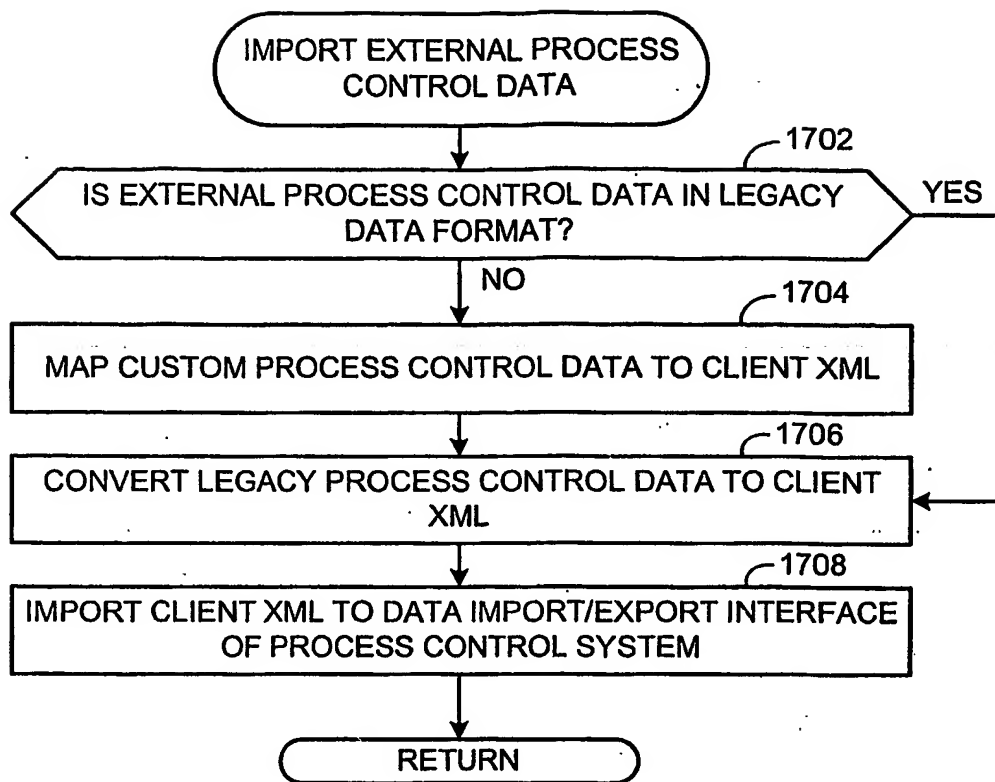 IMPORT EXTERNAL PROCESS
CONTROL DATA
1702
IS EXTERNAL PROCESS CONTROL DATA IN LEGACY
DATA FORMAT?
YES
NO
1704
MAP CUSTOM PROCESS CONTROL DATA TO CLIENT XML
1706
CONVERT LEGACY PROCESS CONTROL DATA TO CLIENT
XML
1708
IMPORT CLIENT XML TO DATA IMPORT/EXPORT INTERFACE
OF PROCESS CONTROL SYSTEM
RETURN